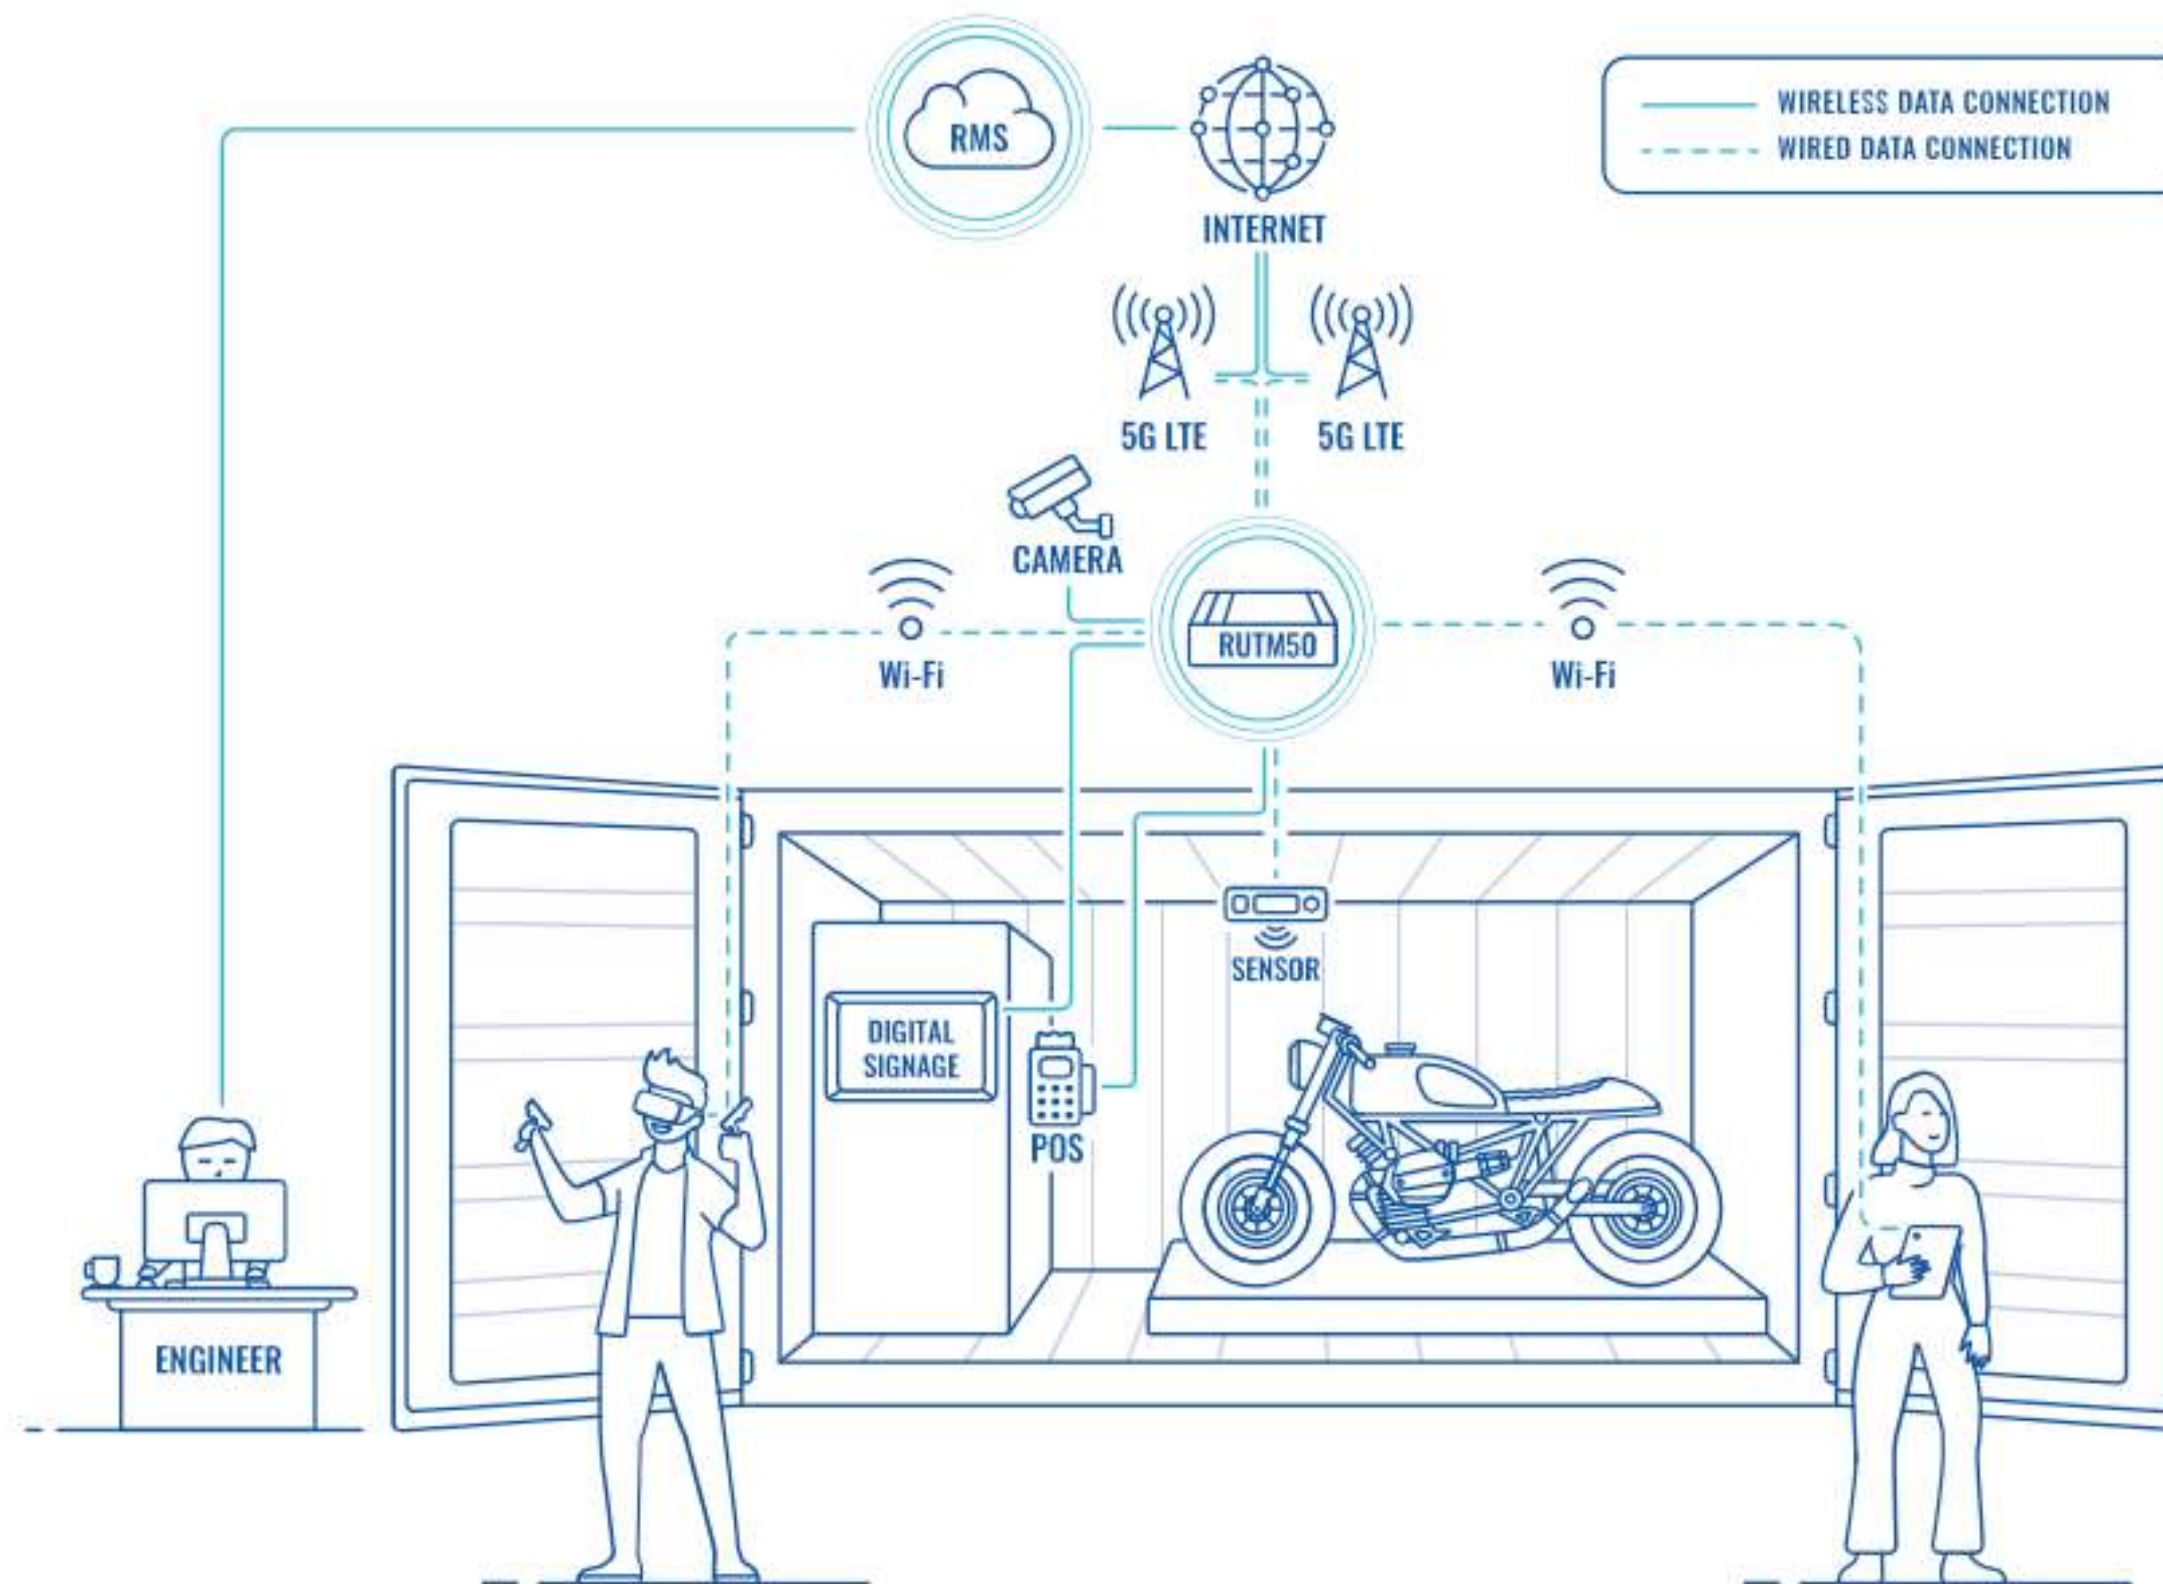 RMS
INTERNET
WIRELESS DATA CONNECTION
WIRED DATA CONNECTION
5G LTE
5G LTE
CAMERA
Wi-Fi
RUTM50
Wi-Fi
SENSOR
DIGITAL
SIGNAGE
POS
ENGINEER